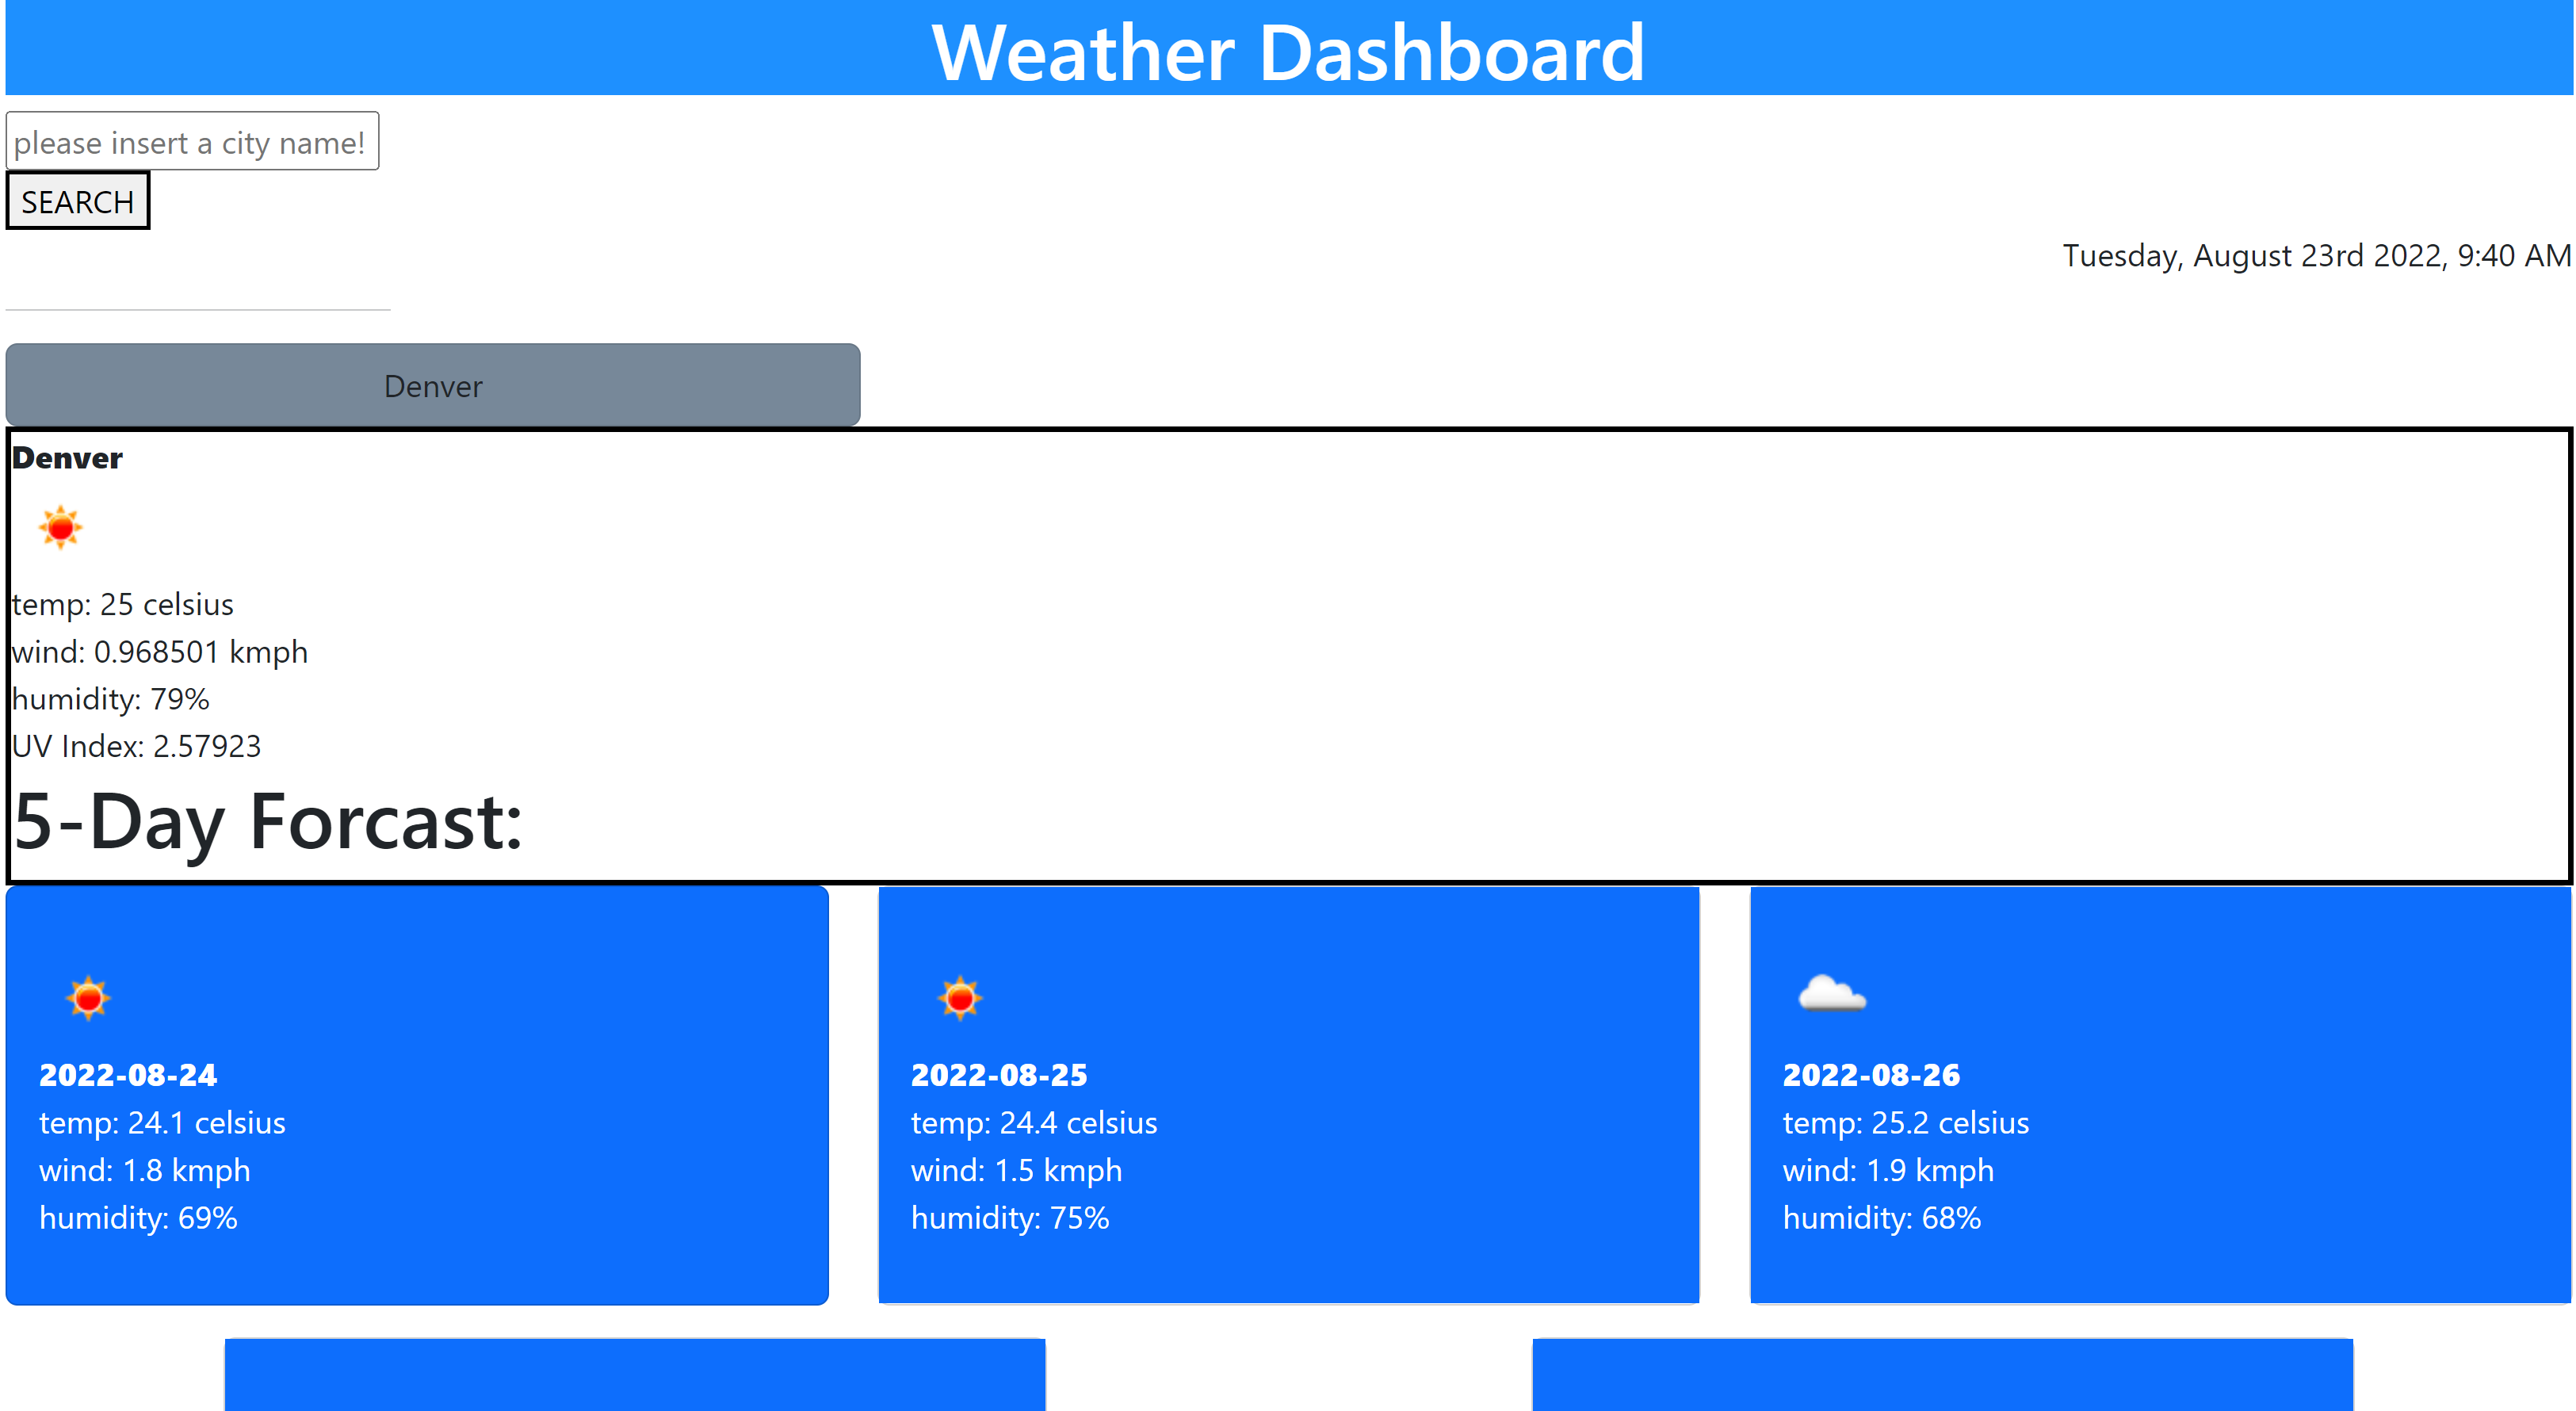 Weather Dashboard
please insert a city name!
SEARCH
Tuesday, August 23rd 2022, 9:40 AM
Denver
Denver
temp: 25 celsius
wind: 0.968501 kmph
humidity: 79%
UV Index: 2.57923
5-Day Forcast:
2022-08-24
temp: 24.1 celsius
wind: 1.8 kmph
humidity: 69%
2022-08-25
temp: 24.4 celsius
wind: 1.5 kmph
humidity: 75%
2022-08-26
temp: 25.2 celsius
wind: 1.9 kmph
humidity: 68%